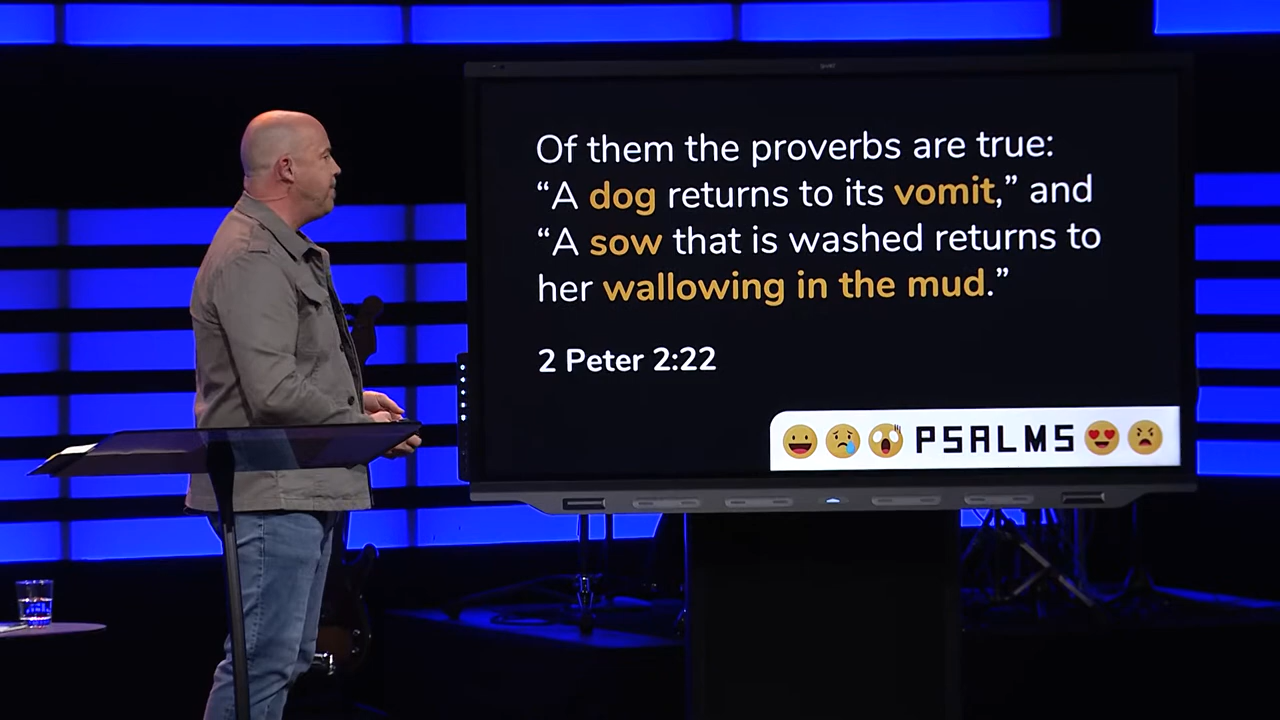 Of them the proverbs are true:
“A dog returns to its vomit,” and
“A sow that is washed returns to
her wallowing in the mud.”
2 Peter 2:22
PSALMS